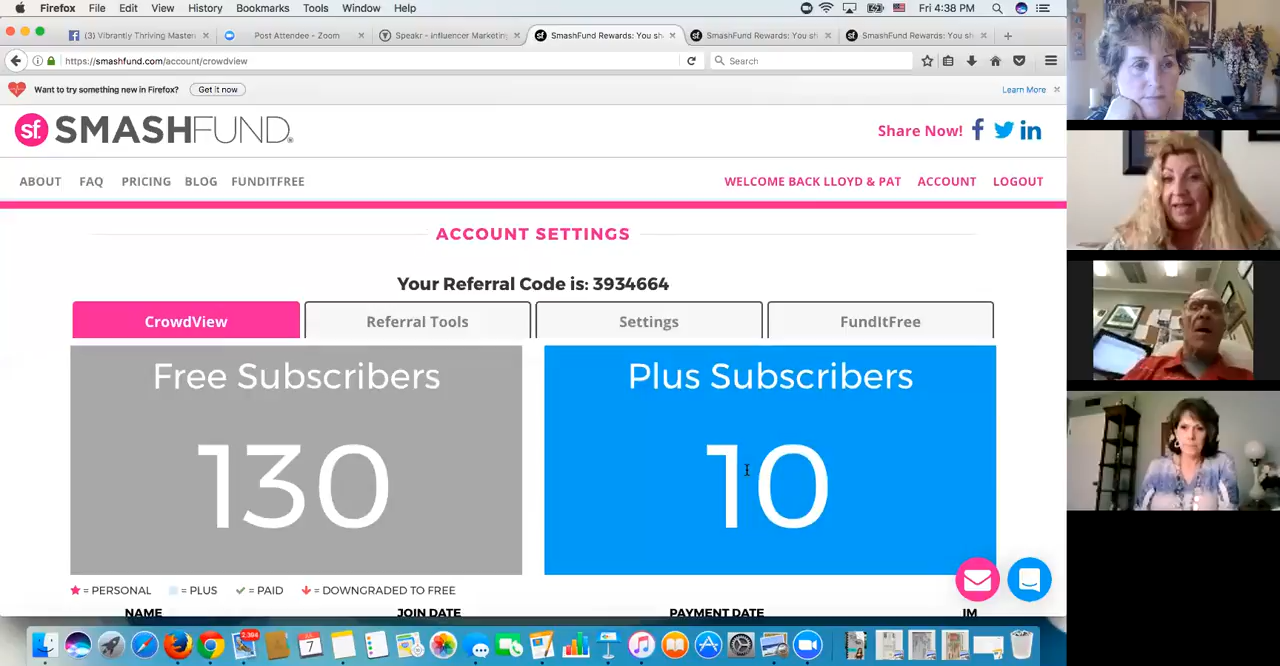 Firefox File Edit View History Bookmarks Tools Window Help Fri 4:38 PM
(3) Vibrantly Thriving Master Post Attendee - Zoom Speakr - influencer Marketing SmashFund Rewards: You sh SmashFund Rewards: You sh SmashFund Rewards: You sh
https://smashfund.com/account/crowdview Search
Want to try something new in Firefox? Get it now Learn More
sf. SMASHFUND. Share Now!
ABOUT FAQ PRICING BLOG FUNDITFREE WELCOME BACK LLOYD & PAT ACCOUNT LOGOUT
ACCOUNT SETTINGS
Your Referral Code is: 3934664
CrowdView Referral Tools Settings FundItFree
Free Subscribers Plus Subscribers
130 10
= PERSONAL = PLUS = PAID = DOWNGRADED TO FREE
NAME JOIN DATE PAYMENT DATE IM
7